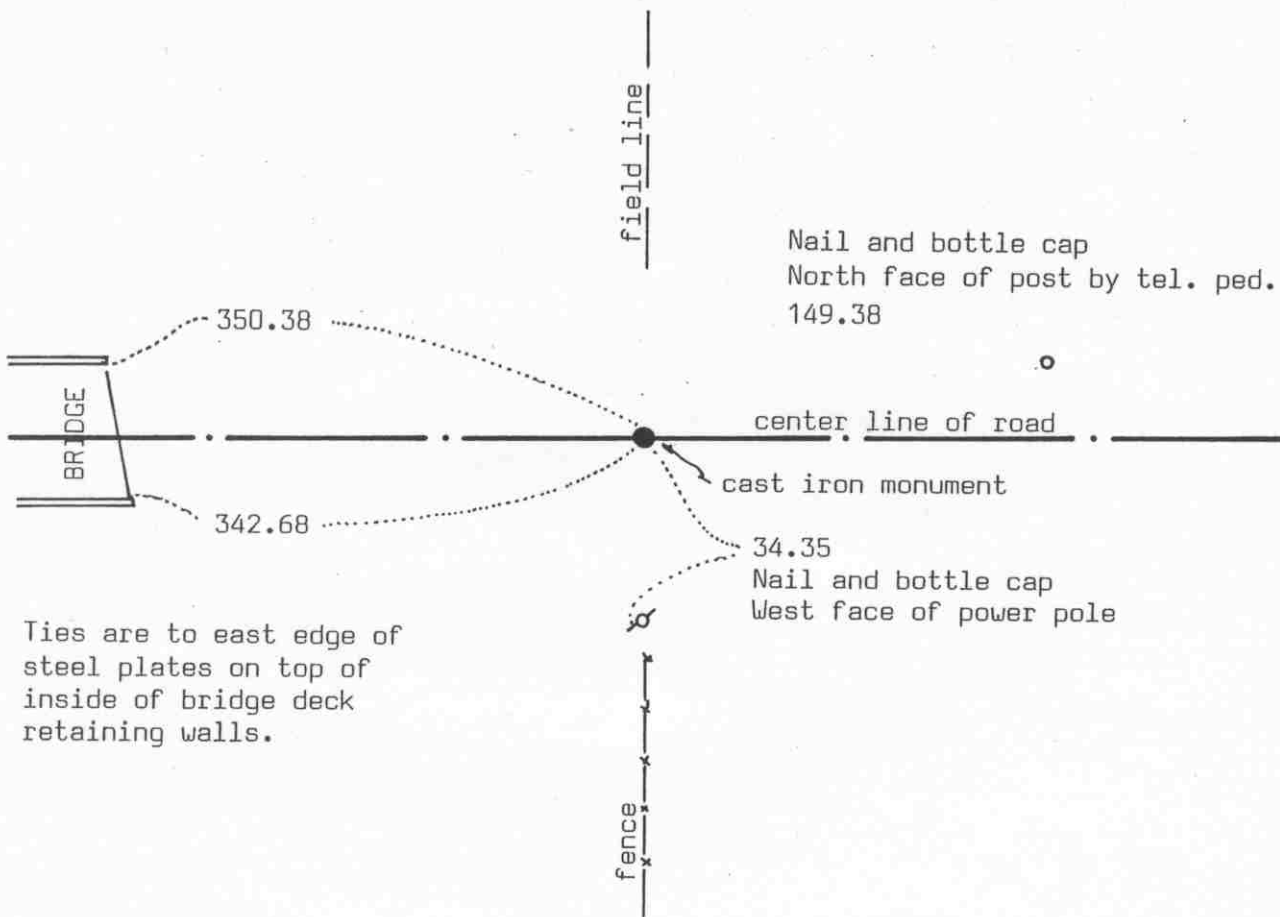 field line
Nail and bottle cap
North face of post by tel. ped.
149.38
350.38
BRIDGE
center line of road
cast iron monument
342.68
34.35
Nail and bottle cap
West face of power pole
Ties are to east edge of
steel plates on top of
inside of bridge deck
retaining walls.
fence